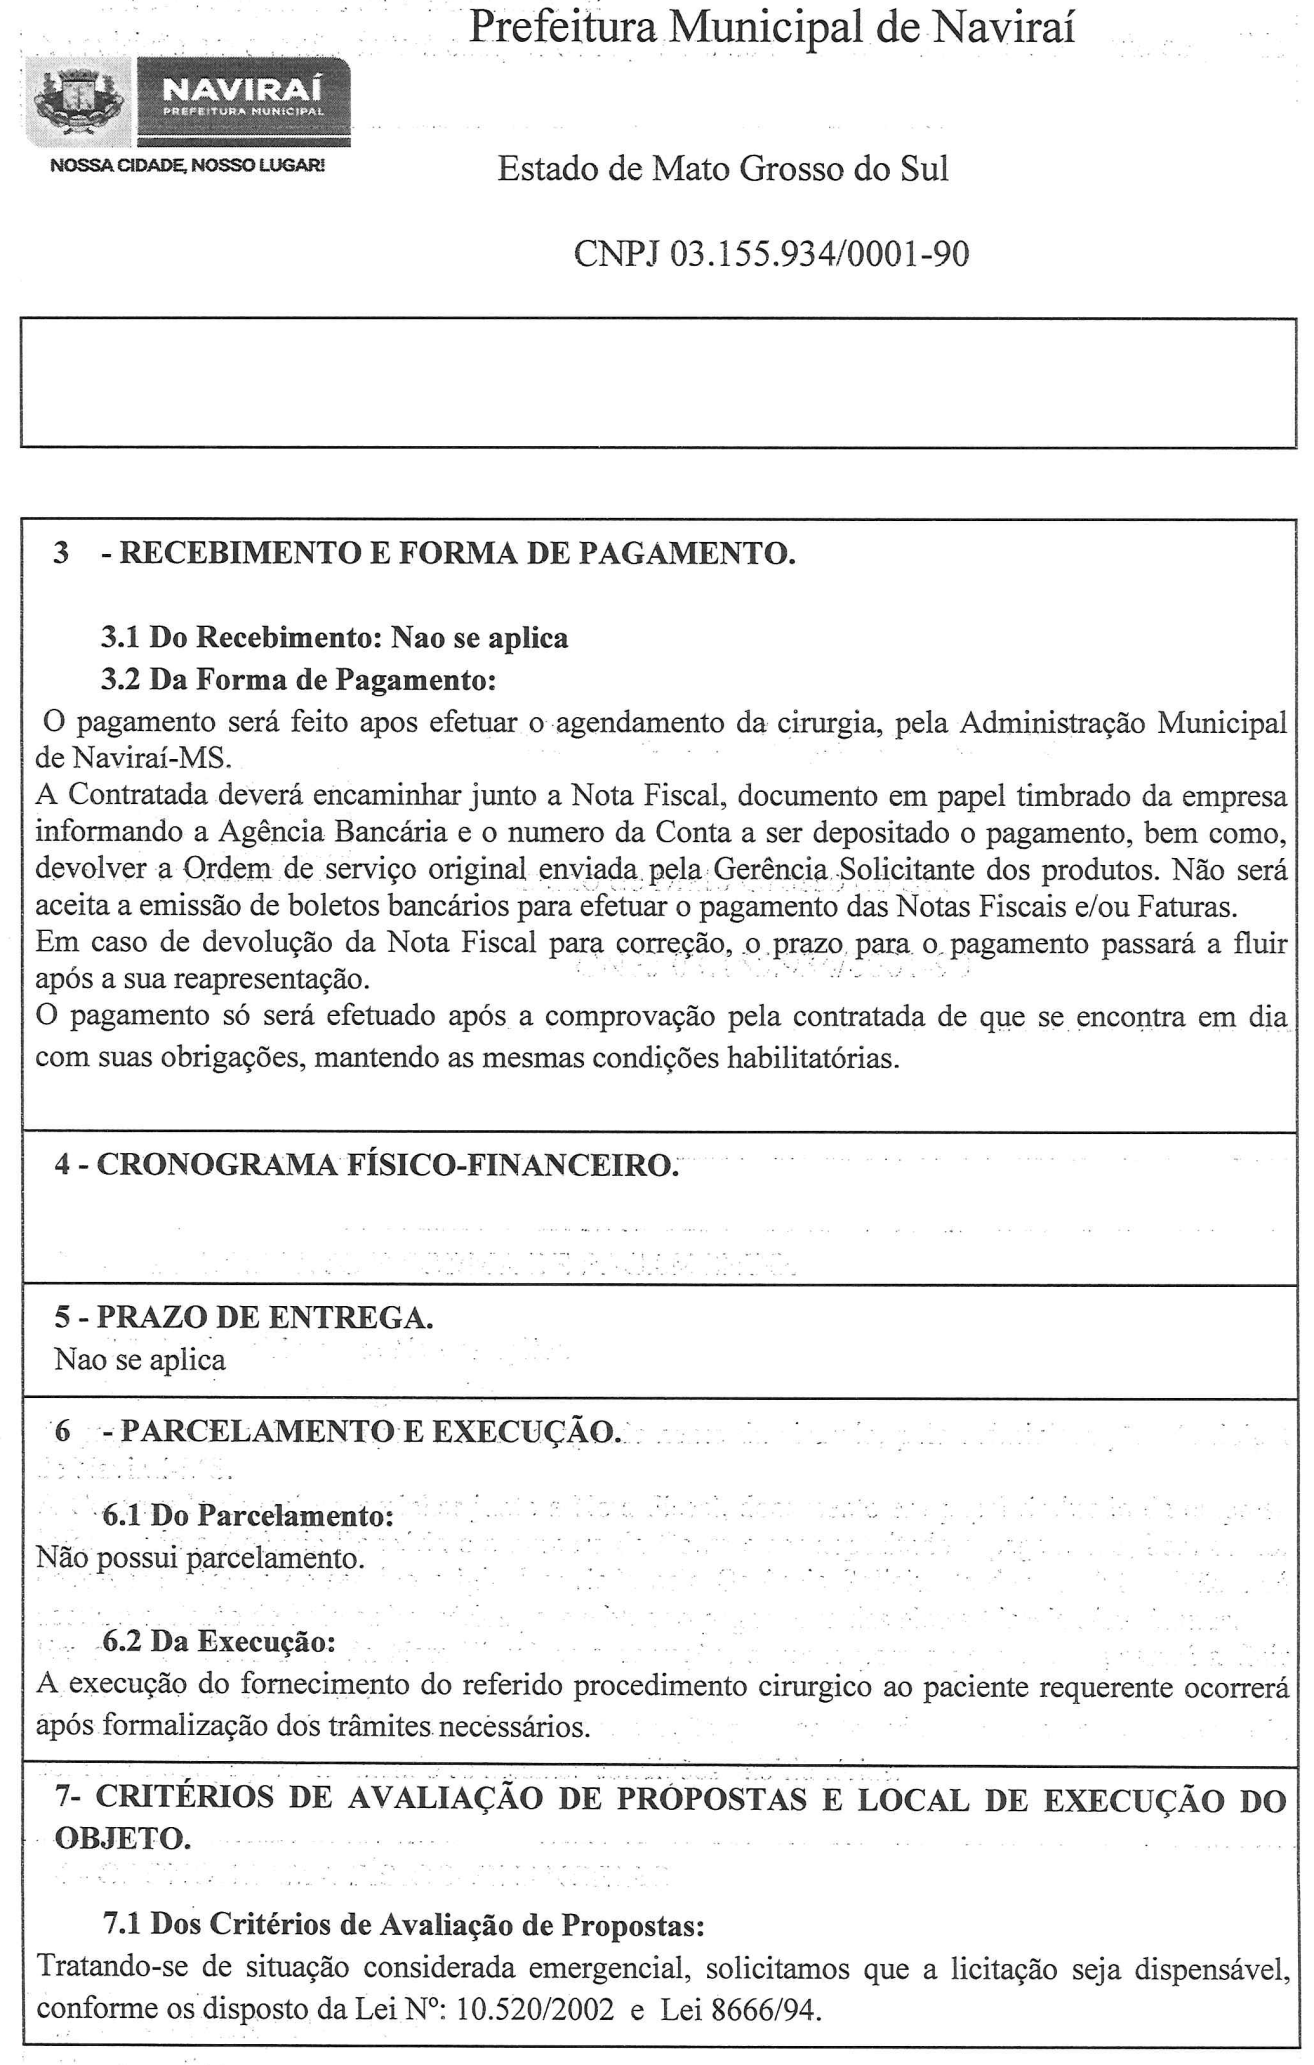 Prefeitura Municipal de Naviraí
NAVIRAÍ
PREFEITURA MUNICIPAL
NOSSA CIDADE, NOSSO LUGAR!
Estado de Mato Grosso do Sul
CNPJ 03.155.934/0001-90
3 - RECEBIMENTO E FORMA DE PAGAMENTO.
3.1 Do Recebimento: Nao se aplica
3.2 Da Forma de Pagamento:
O pagamento será feito apos efetuar o agendamento da cirurgia, pela Administração Municipal
de Naviraí-MS.
A Contratada deverá encaminhar junto a Nota Fiscal, documento em papel timbrado da empresa
informando a Agência Bancária e o numero da Conta a ser depositado o pagamento, bem como,
devolver a Ordem de serviço original enviada pela Gerência Solicitante dos produtos. Não será
aceita a emissão de boletos bancários para efetuar o pagamento das Notas Fiscais e/ou Faturas.
Em caso de devolução da Nota Fiscal para correção, o prazo para o pagamento passará a fluir
após a sua reapresentação.
O pagamento só será efetuado após a comprovação pela contratada de que se encontra em dia
com suas obrigações, mantendo as mesmas condições habilitatórias.
4 - CRONOGRAMA FÍSICO-FINANCEIRO.
5 - PRAZO DE ENTREGA.
Nao se aplica
6 - PARCELAMENTO E EXECUÇÃO.
6.1 Do Parcelamento:
Não possui parcelamento.
6.2 Da Execução:
A execução do fornecimento do referido procedimento cirurgico ao paciente requerente ocorrerá
após formalização dos trâmites necessários.
7- CRITÉRIOS DE AVALIAÇÃO DE PROPOSTAS E LOCAL DE EXECUÇÃO DO
OBJETO.
7.1 Dos Critérios de Avaliação de Propostas:
Tratando-se de situação considerada emergencial, solicitamos que a licitação seja dispensável,
conforme os disposto da Lei Nº: 10.520/2002 e Lei 8666/94.